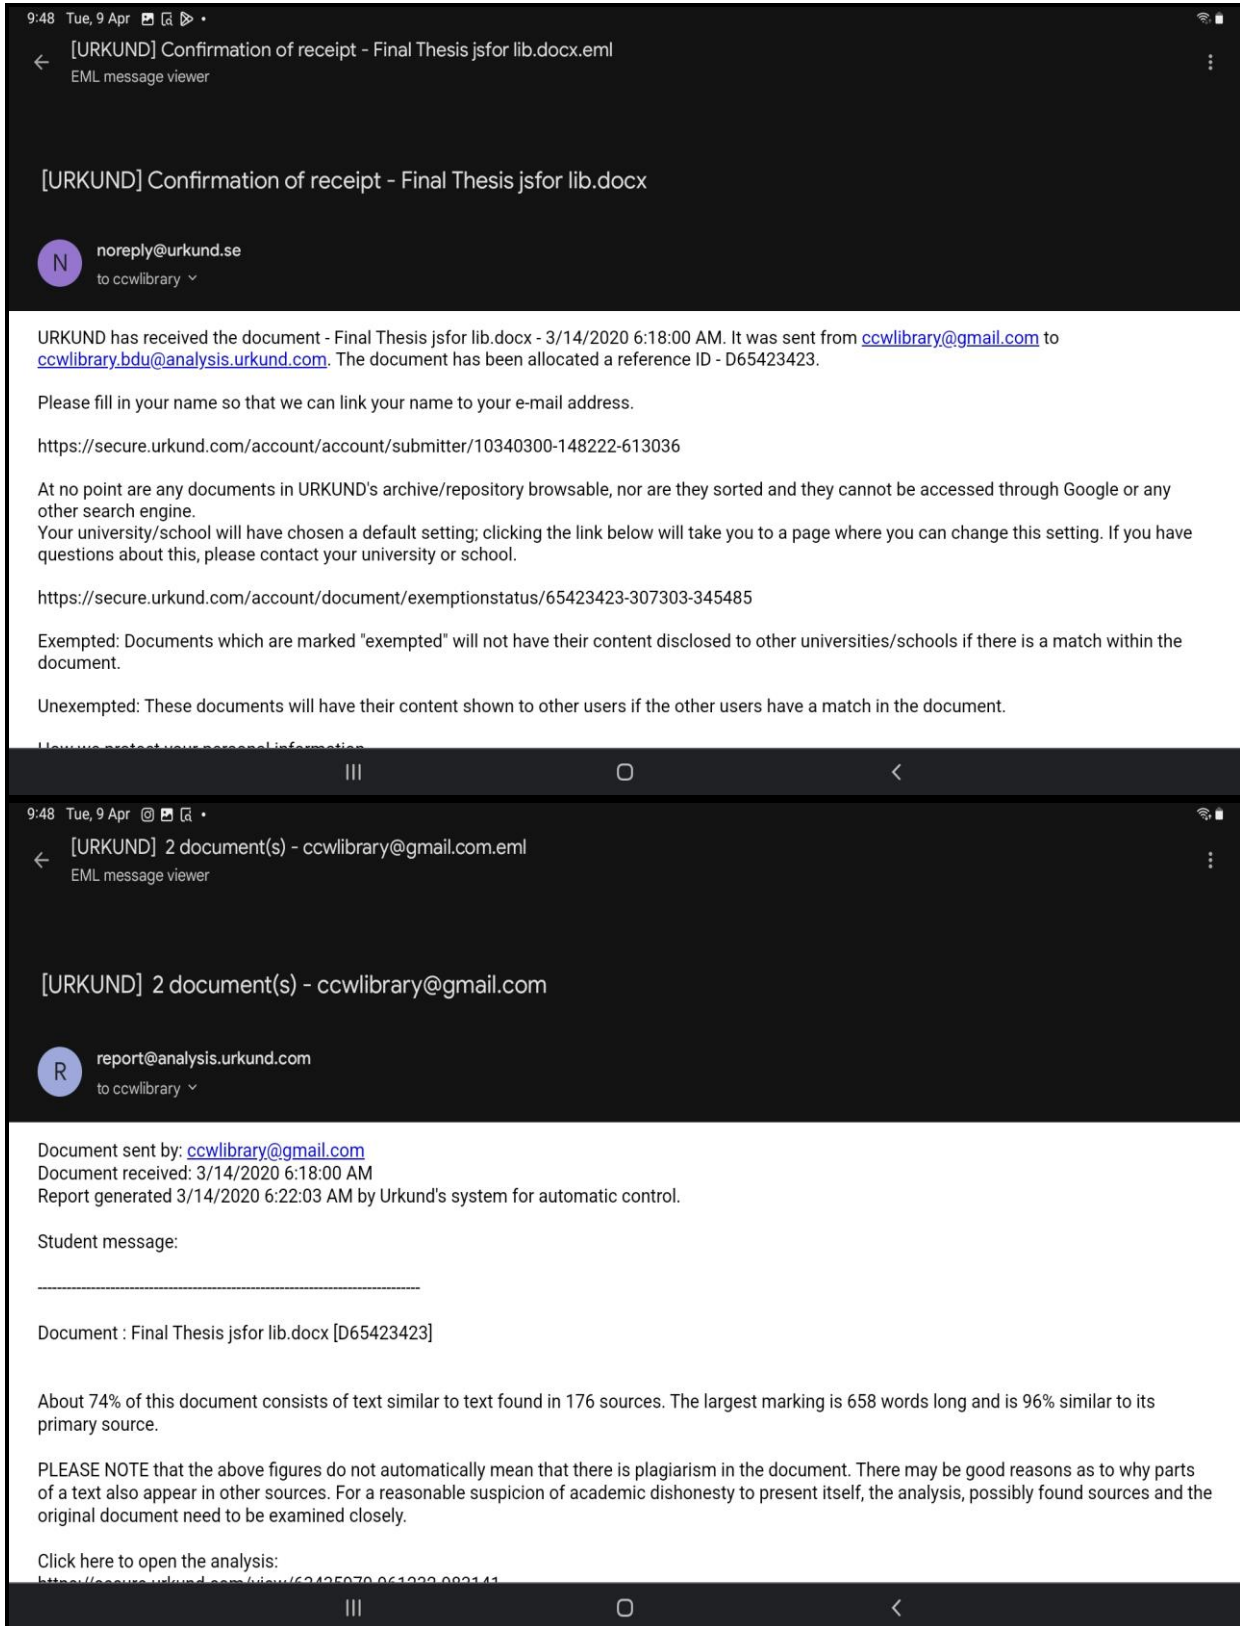 9:48 Tue, 9 Apr
[URKUND] Confirmation of receipt - Final Thesis jsfor lib.docx.eml
EML message viewer
[URKUND] Confirmation of receipt - Final Thesis jsfor lib.docx
N
noreply@urkund.se
to ccwlibrary
URKUND has received the document - Final Thesis jsfor lib.docx - 3/14/2020 6:18:00 AM. It was sent from ccwlibrary@gmail.com to
ccwlibrary.bdu@analysis.urkund.com. The document has been allocated a reference ID - D65423423.
Please fill in your name so that we can link your name to your e-mail address.
https://secure.urkund.com/account/account/submitter/10340300-148222-613036
At no point are any documents in URKUND's archive/repository browsable, nor are they sorted and they cannot be accessed through Google or any
other search engine.
Your university/school will have chosen a default setting; clicking the link below will take you to a page where you can change this setting. If you have
questions about this, please contact your university or school.
https://secure.urkund.com/account/document/exemptionstatus/65423423-307303-345485
Exempted: Documents which are marked "exempted" will not have their content disclosed to other universities/schools if there is a match within the
document.
Unexempted: These documents will have their content shown to other users if the other users have a match in the document.
How we protect your personal information
9:48 Tue, 9 Apr
[URKUND] 2 document(s) - ccwlibrary@gmail.com.eml
EML message viewer
[URKUND] 2 document(s) - ccwlibrary@gmail.com
R
report@analysis.urkund.com
to ccwlibrary
Document sent by: ccwlibrary@gmail.com
Document received: 3/14/2020 6:18:00 AM
Report generated 3/14/2020 6:22:03 AM by Urkund's system for automatic control.
Student message:
--------------------------------------------------------------------------------
Document : Final Thesis jsfor lib.docx [D65423423]
About 74% of this document consists of text similar to text found in 176 sources. The largest marking is 658 words long and is 96% similar to its
primary source.
PLEASE NOTE that the above figures do not automatically mean that there is plagiarism in the document. There may be good reasons as to why parts
of a text also appear in other sources. For a reasonable suspicion of academic dishonesty to present itself, the analysis, possibly found sources and the
original document need to be examined closely.
Click here to open the analysis: